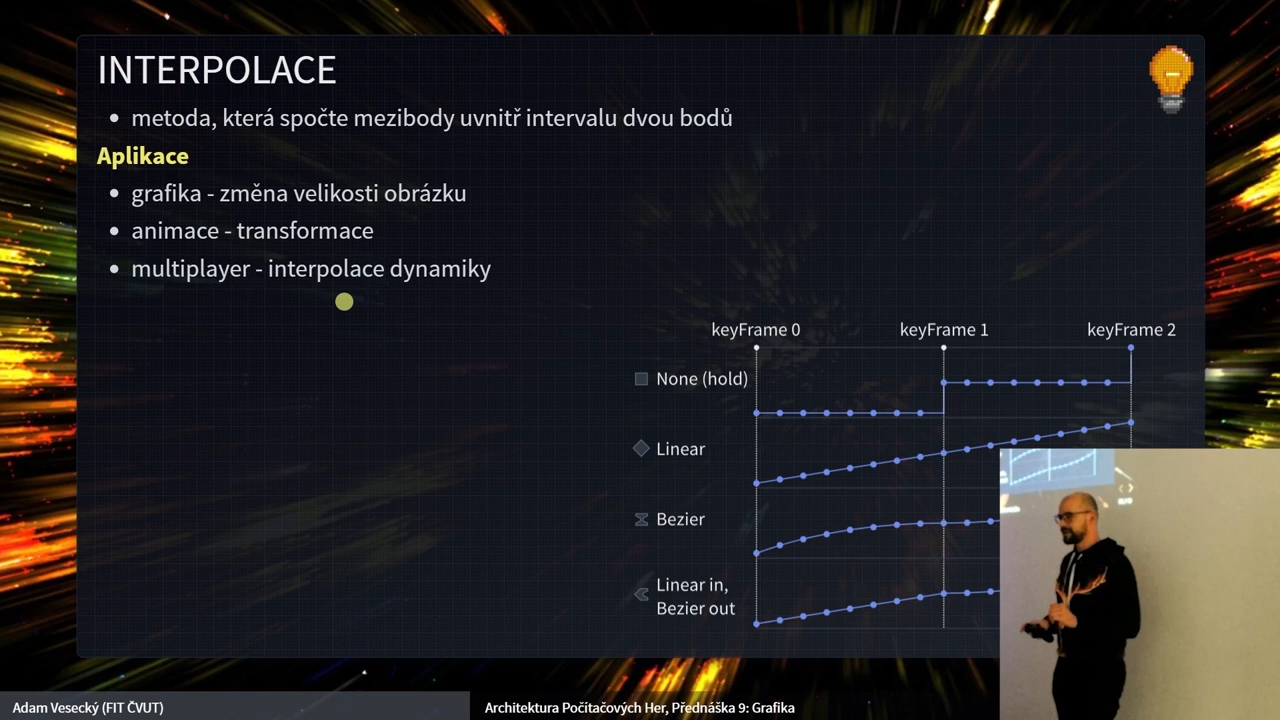 INTERPOLACE
metoda, která spočte mezibody uvnitř intervalu dvou bodů
Aplikace
grafika - změna velikosti obrázku
animace - transformace
multiplayer - interpolace dynamiky
keyFrame 0
keyFrame 1
keyFrame 2
None (hold)
Linear
Bezier
Linear in,
Bezier out
Adam Vesecký (FIT ČVUT)
Architektura Počítačových Her, Přednáška 9: Grafika